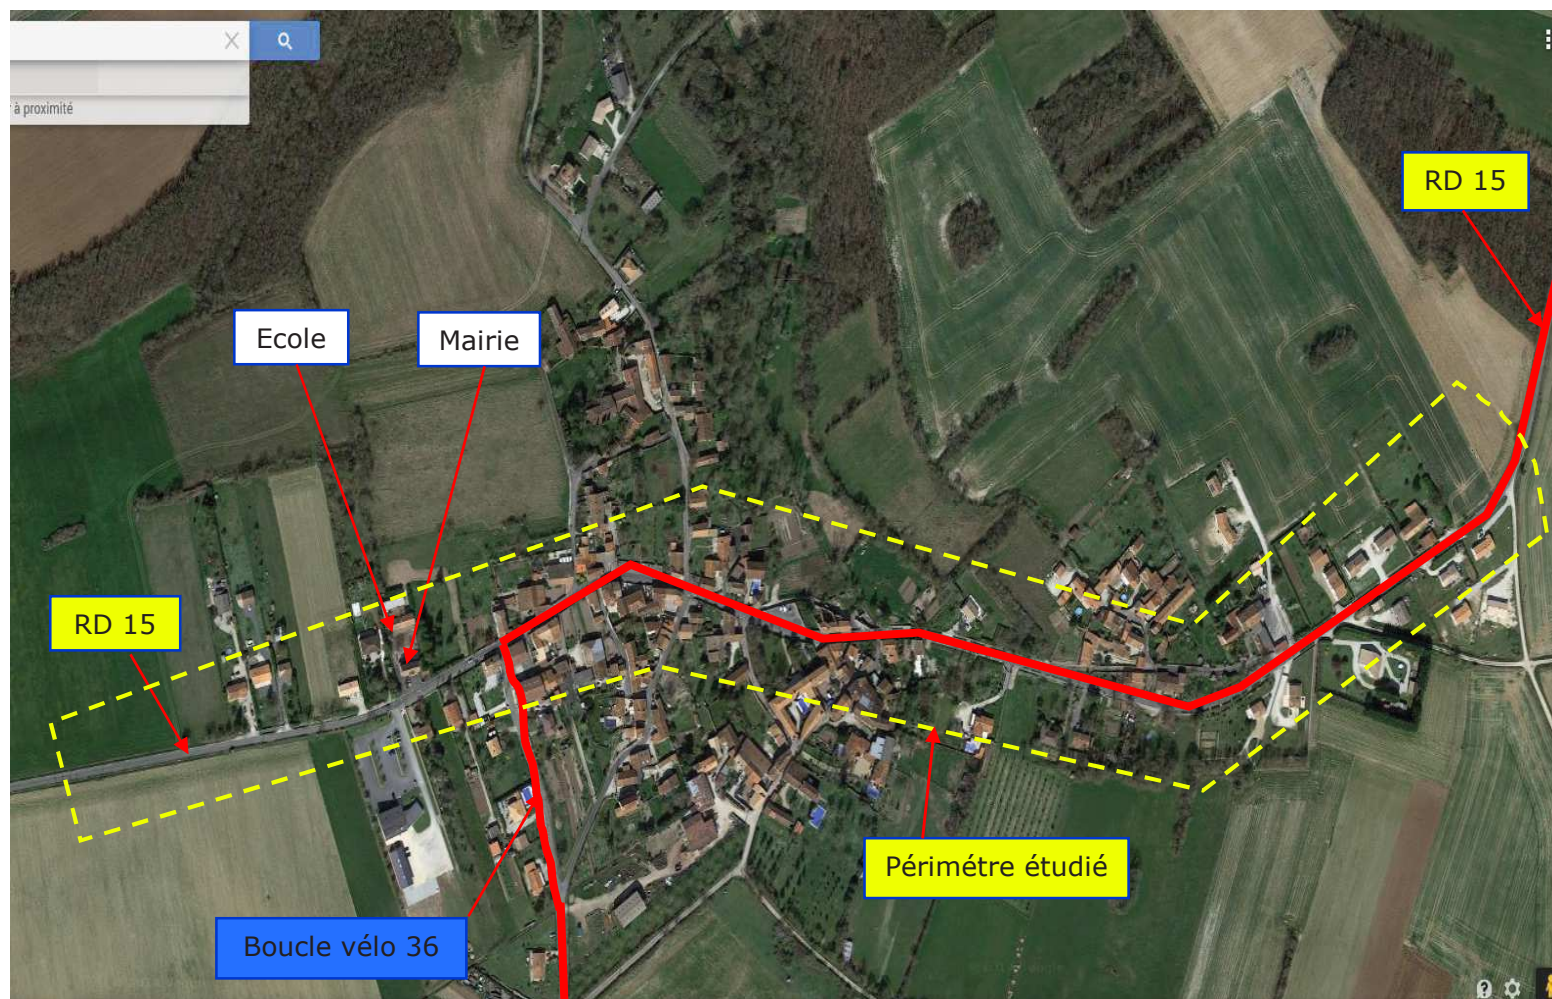 r à proximité
RD 15
Ecole
Mairie
RD 15
Périmétre étudié
Boucle vélo 36